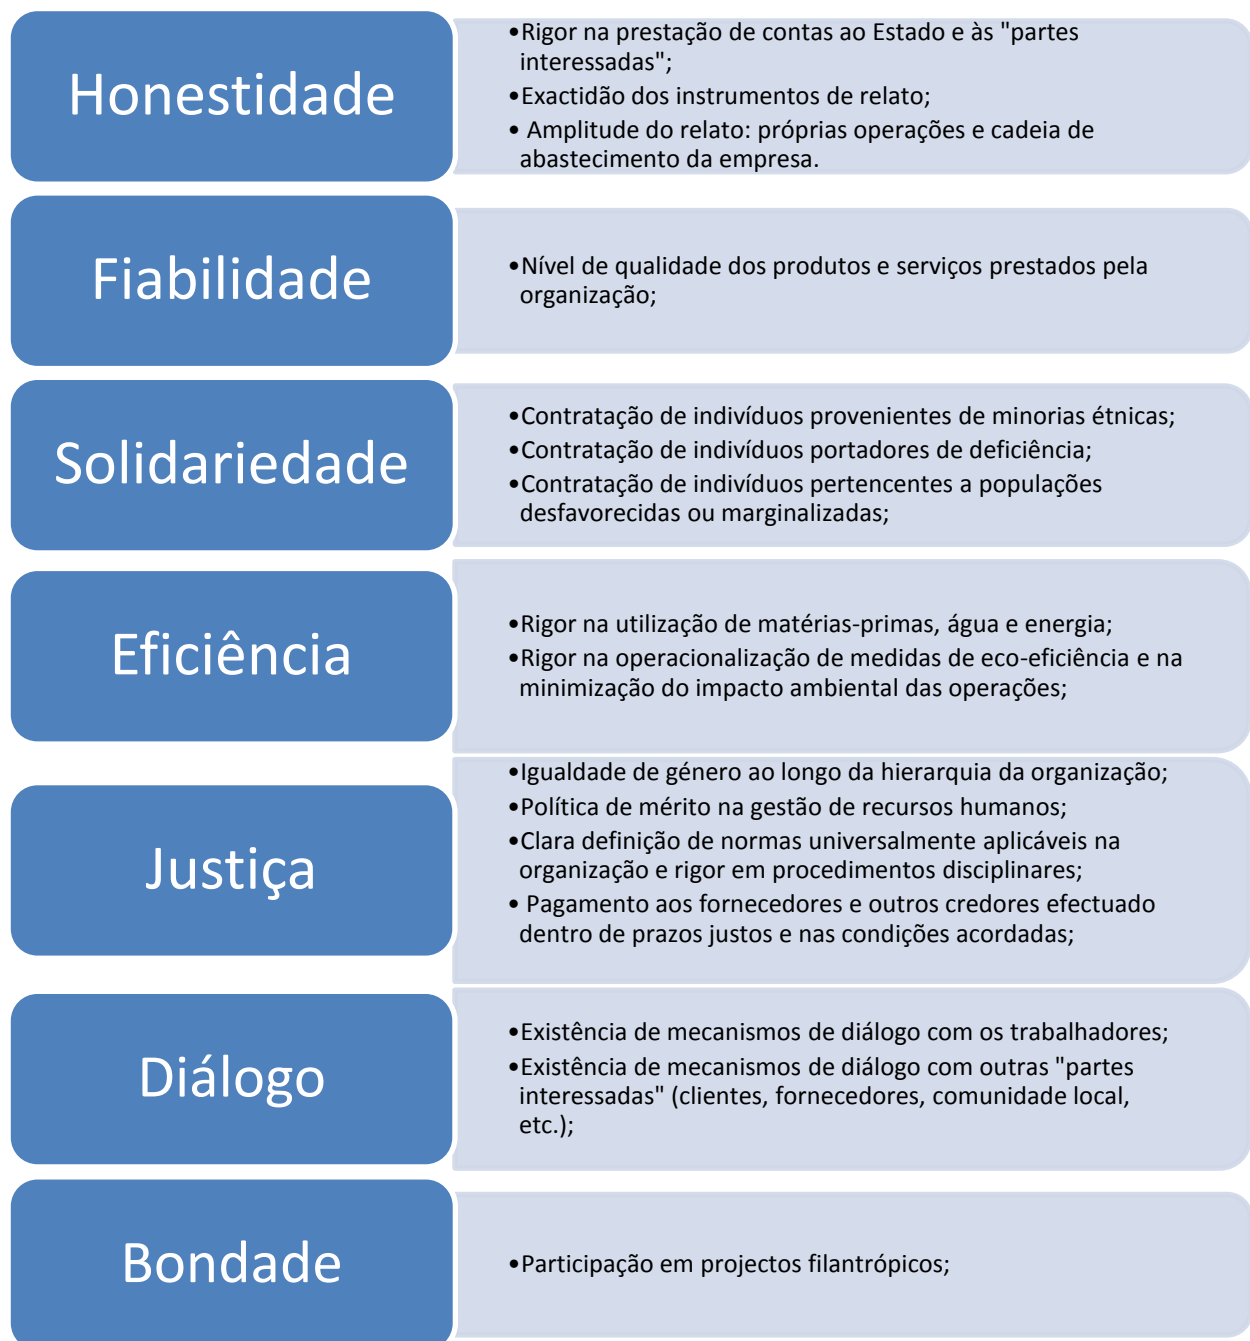 Honestidade
•Rigor na prestação de contas ao Estado e às "partes
interessadas";
•Exactidão dos instrumentos de relato;
• Amplitude do relato: próprias operações e cadeia de
abastecimento da empresa.
Fiabilidade
•Nível de qualidade dos produtos e serviços prestados pela
organização;
Solidariedade
•Contratação de indivíduos provenientes de minorias étnicas;
•Contratação de indivíduos portadores de deficiência;
•Contratação de indivíduos pertencentes a populações
desfavorecidas ou marginalizadas;
Eficiência
•Rigor na utilização de matérias-primas, água e energia;
•Rigor na operacionalização de medidas de eco-eficiência e na
minimização do impacto ambiental das operações;
Justiça
•Igualdade de género ao longo da hierarquia da organização;
•Política de mérito na gestão de recursos humanos;
•Clara definição de normas universalmente aplicáveis na
organização e rigor em procedimentos disciplinares;
• Pagamento aos fornecedores e outros credores efectuado
dentro de prazos justos e nas condições acordadas;
Diálogo
•Existência de mecanismos de diálogo com os trabalhadores;
•Existência de mecanismos de diálogo com outras "partes
interessadas" (clientes, fornecedores, comunidade local,
etc.);
Bondade
•Participação em projectos filantrópicos;